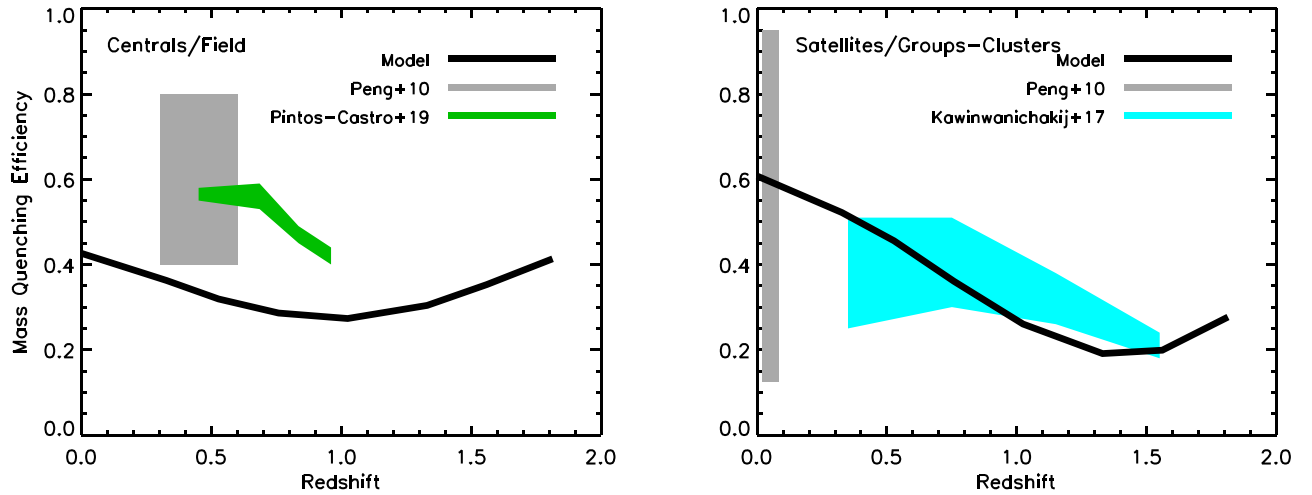 1.0
Centrals/Field
Model
Peng+10
Pintos-Castro+19
0.8
0.6
0.4
0.2
0.0
Mass Quenching Efficiency
0.0 0.5 1.0 1.5 2.0
Redshift
1.0
Satellites/Groups-Clusters
Model
Peng+10
Kawinwanichakij+17
0.8
0.6
0.4
0.2
0.0
0.0 0.5 1.0 1.5 2.0
Redshift